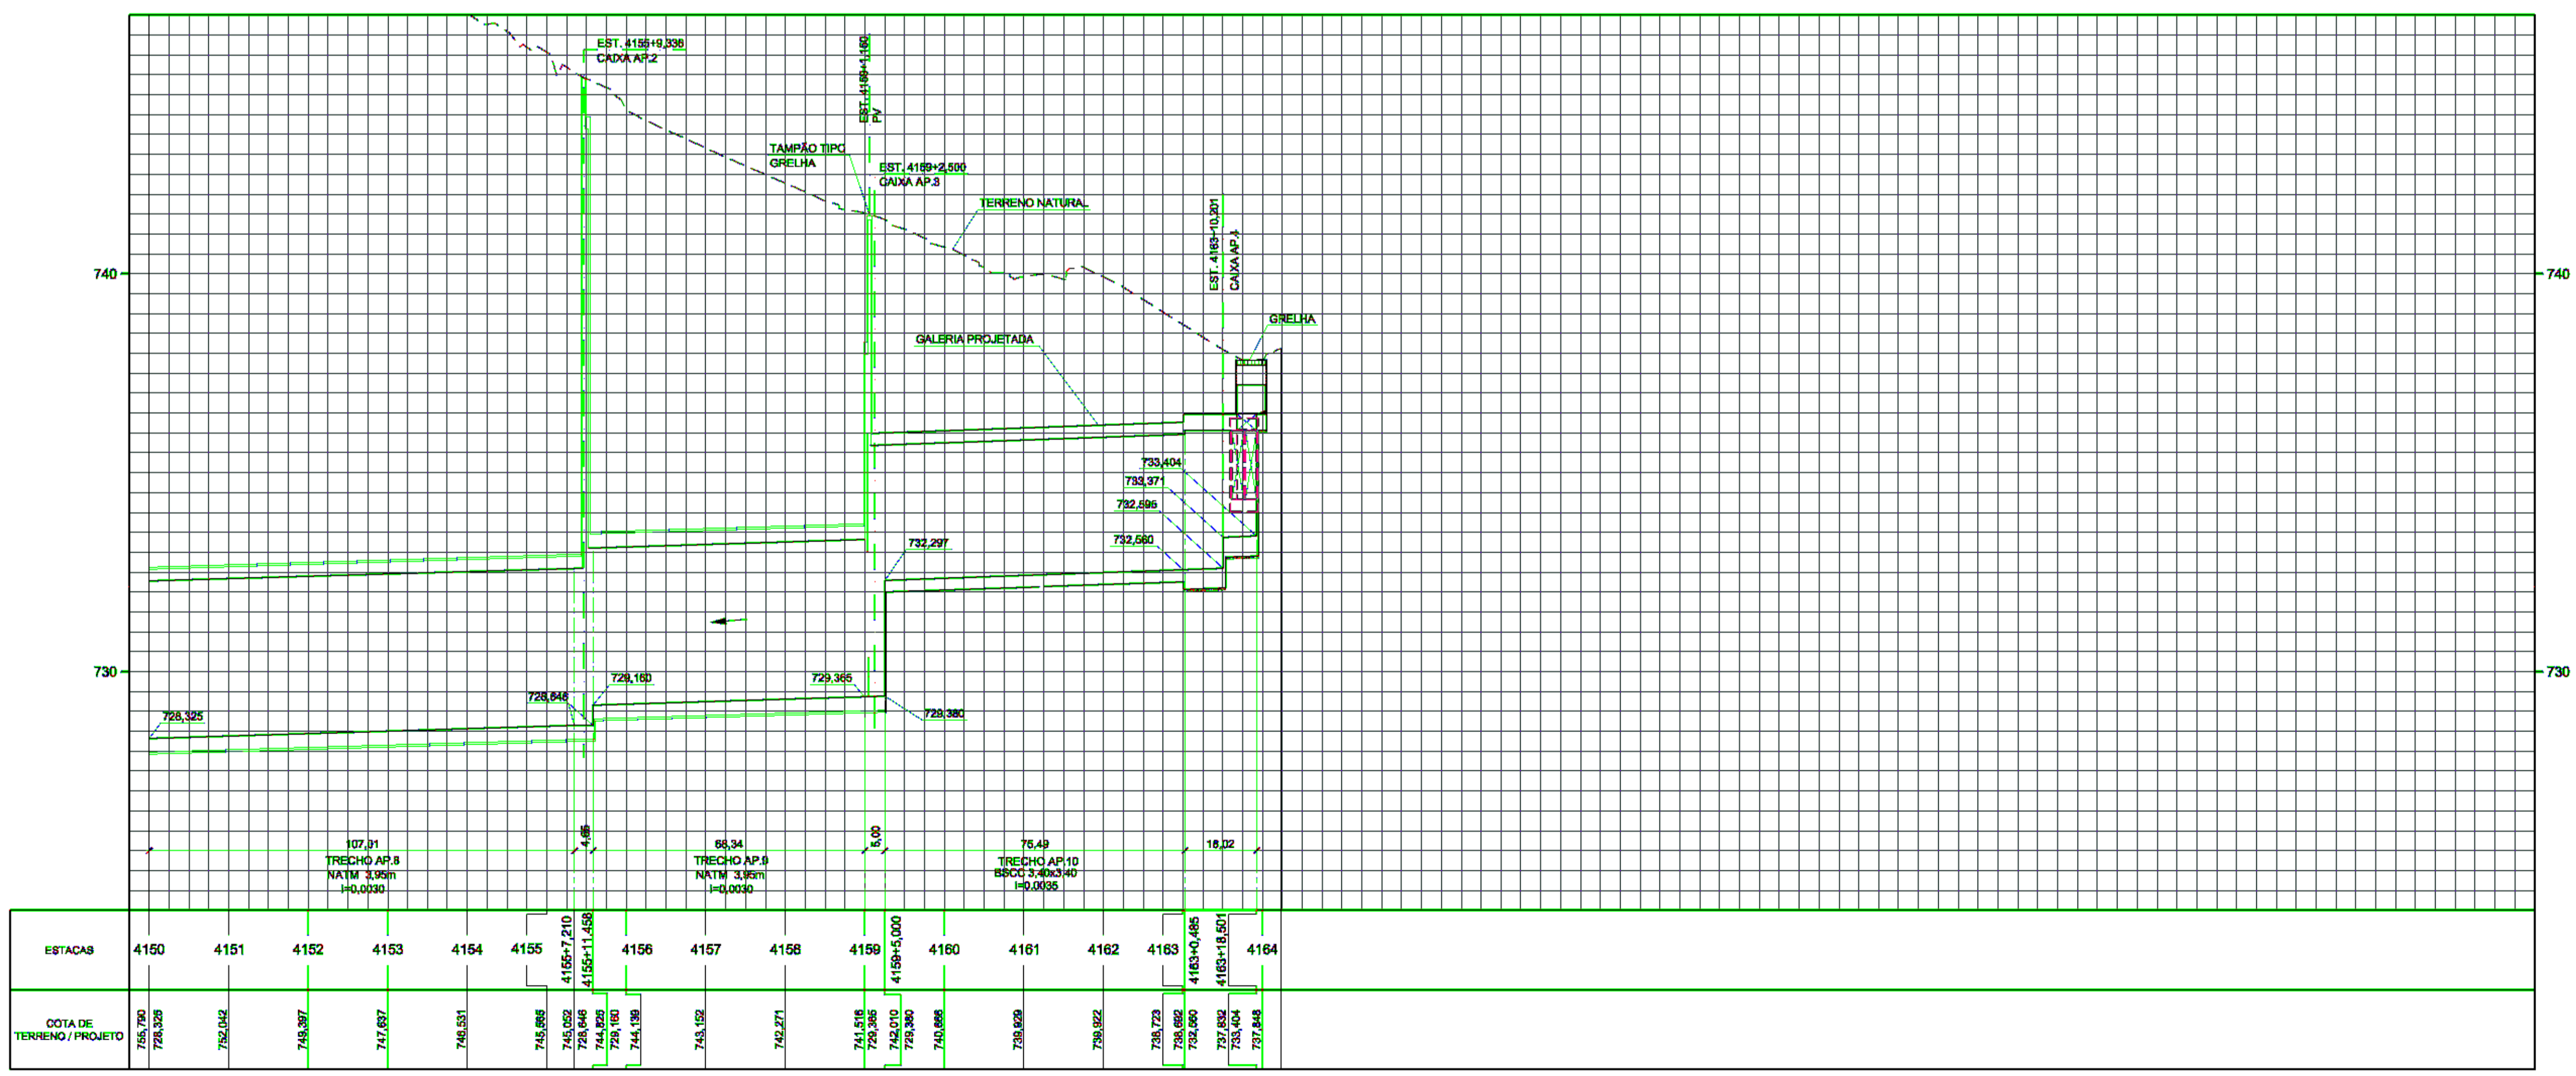 EST. 4155+9,336
CAIXA AP.2
EST. 4159+1,160
PV
TAMPÃO TIPO
GRELHA
EST. 4159+2,500
CAIXA AP.3
TERRENO NATURAL
EST. 4163+10,201
CAIXA AP.4
740
740
GRELHA
GALERIA PROJETADA
733,404
733,371
732,595
732,560
732,297
730
730
729,160
729,365
728,646
728,325
729,380
107,91
4,66
68,34
5,00
75,49
18,02
TRECHO AP.8
NATM 3,95m
i=0,0030
TRECHO AP.9
NATM 3,95m
i=0,0030
TRECHO AP.10
BSCC 3,40x3,40
i=0,0035
ESTACAS
4150
4151
4152
4153
4154
4155
4155+7,210
4155+11.458
4156
4157
4158
4159
4159+5,000
4160
4161
4162
4163
4163+0,485
4163+18,501
4164
COTA DE
TERRENO / PROJETO
755,790
728,325
752,042
749,397
747,637
746,531
745,565
745,052
728,646
744,825
729,160
744,139
743,152
742,271
741,516
729,365
742,010
729,380
740,666
739,929
739,922
738,723
738,692
732,560
737,832
733,404
737,848